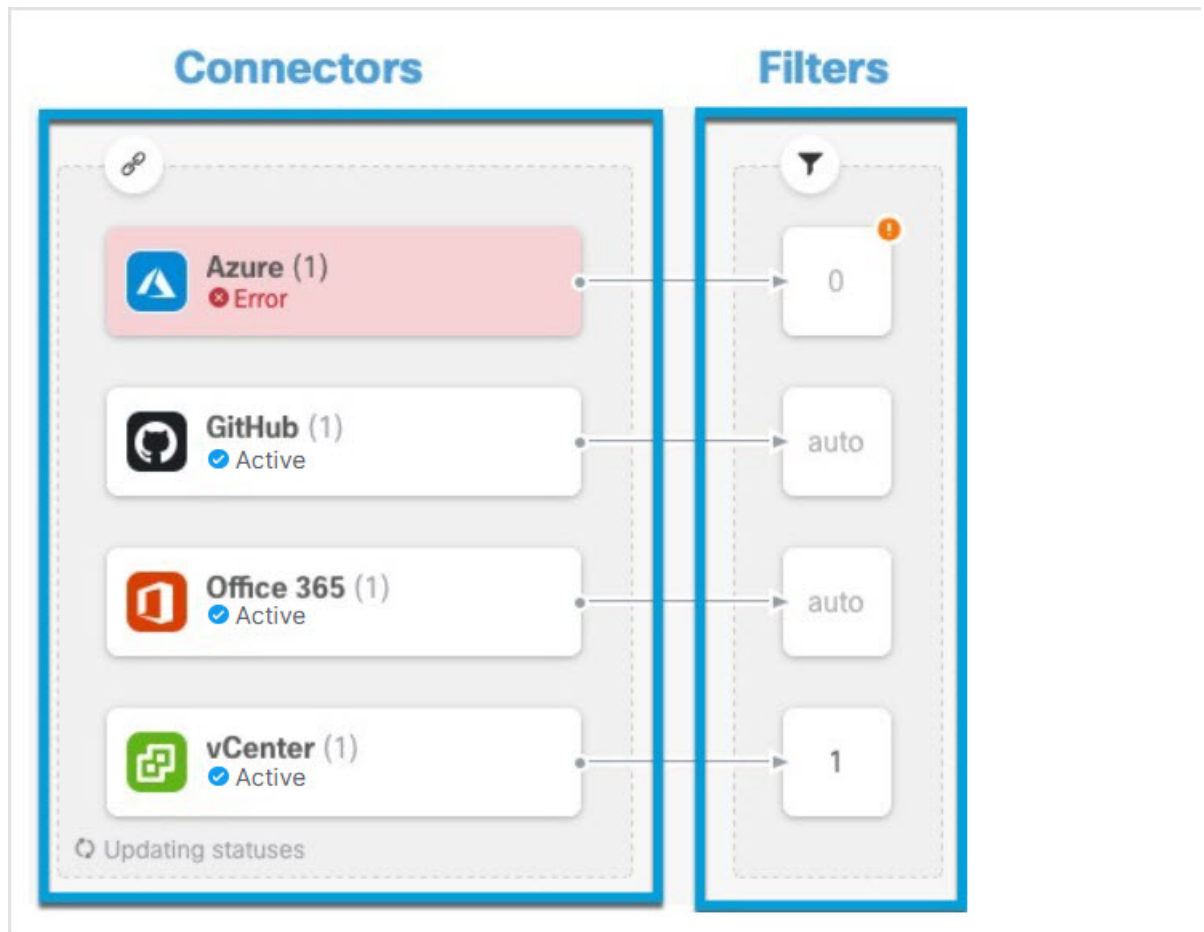 Connectors
Filters
Azure (1)
Error
0
GitHub (1)
Active
auto
Office 365 (1)
Active
auto
vCenter (1)
Active
1
Updating statuses